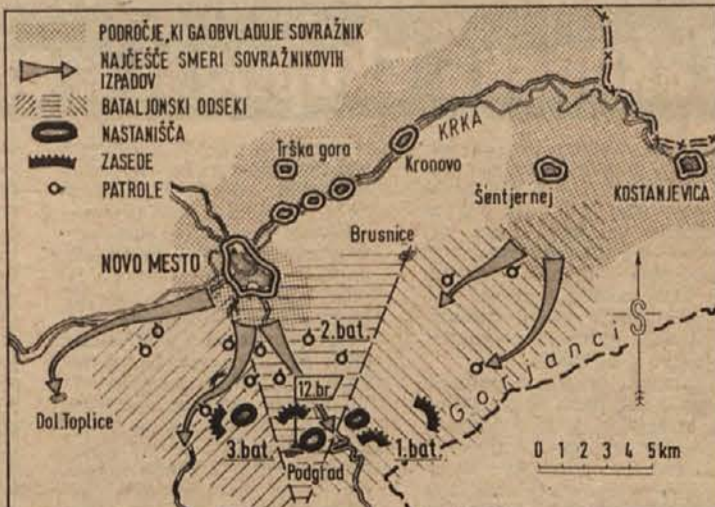 PODROČJE, KI GA OBVLADUJE SOVRAŽNIK
NAJČEŠČE SMERI SOVRAŽNIKOVIH
IZPADOV
BATALJONSKI ODSEKI
NASTANIŠČA
ZASEDE
PATROLE
KRKA
Trška gora
Kronovo
Šentjernej
KOSTANJEVICA
Brusnice
NOVO MESTO
S
2.bat.
Gorjanci
12.br
Dol.Toplice
3.bat.
1.bat.
Podgrad
0 1 2 3 4 5 km